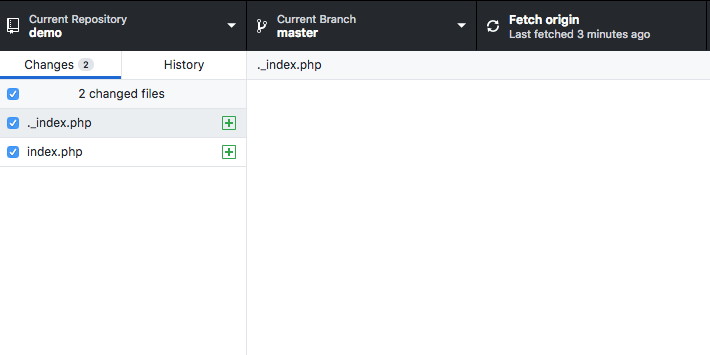 Current Repository
demo
Current Branch
master
Fetch origin
Last fetched 3 minutes ago
Changes 2
History
._index.php
2 changed files
._index.php
index.php